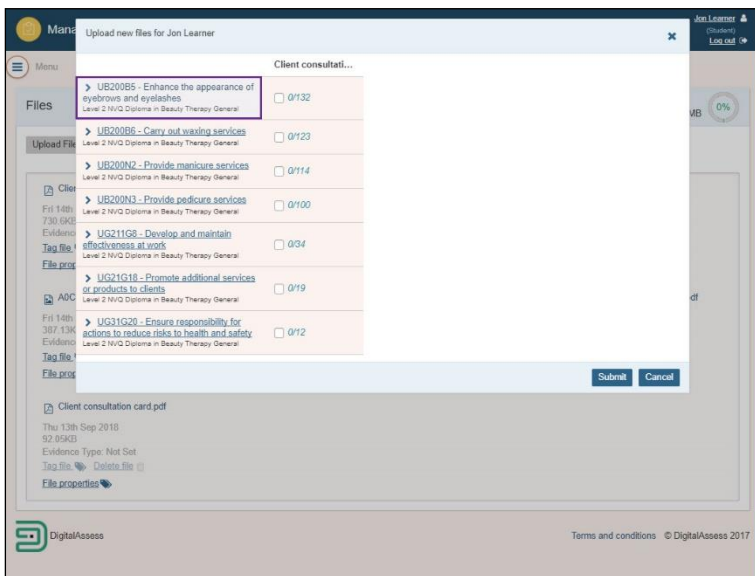 Mana
Upload new files for Jon Learner
Jon Learner
(Student)
Log out
Menu
Client consultati...
UB200B5 - Enhance the appearance of
eyebrows and eyelashes
Level 2 NVQ Diploma in Beauty Therapy General
0/132
UB200B6 - Carry out waxing services
Level 2 NVQ Diploma in Beauty Therapy General
0/123
UB200N2 - Provide manicure services
Level 2 NVQ Diploma in Beauty Therapy General
0/114
UB200N3 - Provide pedicure services
Level 2 NVQ Diploma in Beauty Therapy General
0/100
UG211G8 - Develop and maintain
effectiveness at work
Level 2 NVQ Diploma in Beauty Therapy General
0/34
UG21G18 - Promote additional services
or products to clients
Level 2 NVQ Diploma in Beauty Therapy General
0/19
UG31G20 - Ensure responsibility for
actions to reduce risks to health and safety
Level 2 NVQ Diploma in Beauty Therapy General
0/12
Submit Cancel
Files
MB 0%
Upload File
Clien
Fri 14th
730.6KB
Evidenc
Tag file
File prop
A0C
df
Fri 14th
387.13K
Evidenc
Tag file
File prop
Client consultation card.pdf
Thu 13th Sep 2018
92.05KB
Evidence Type: Not Set
Tag file Delete file
File properties
DigitalAssess
Terms and conditions © DigitalAssess 2017